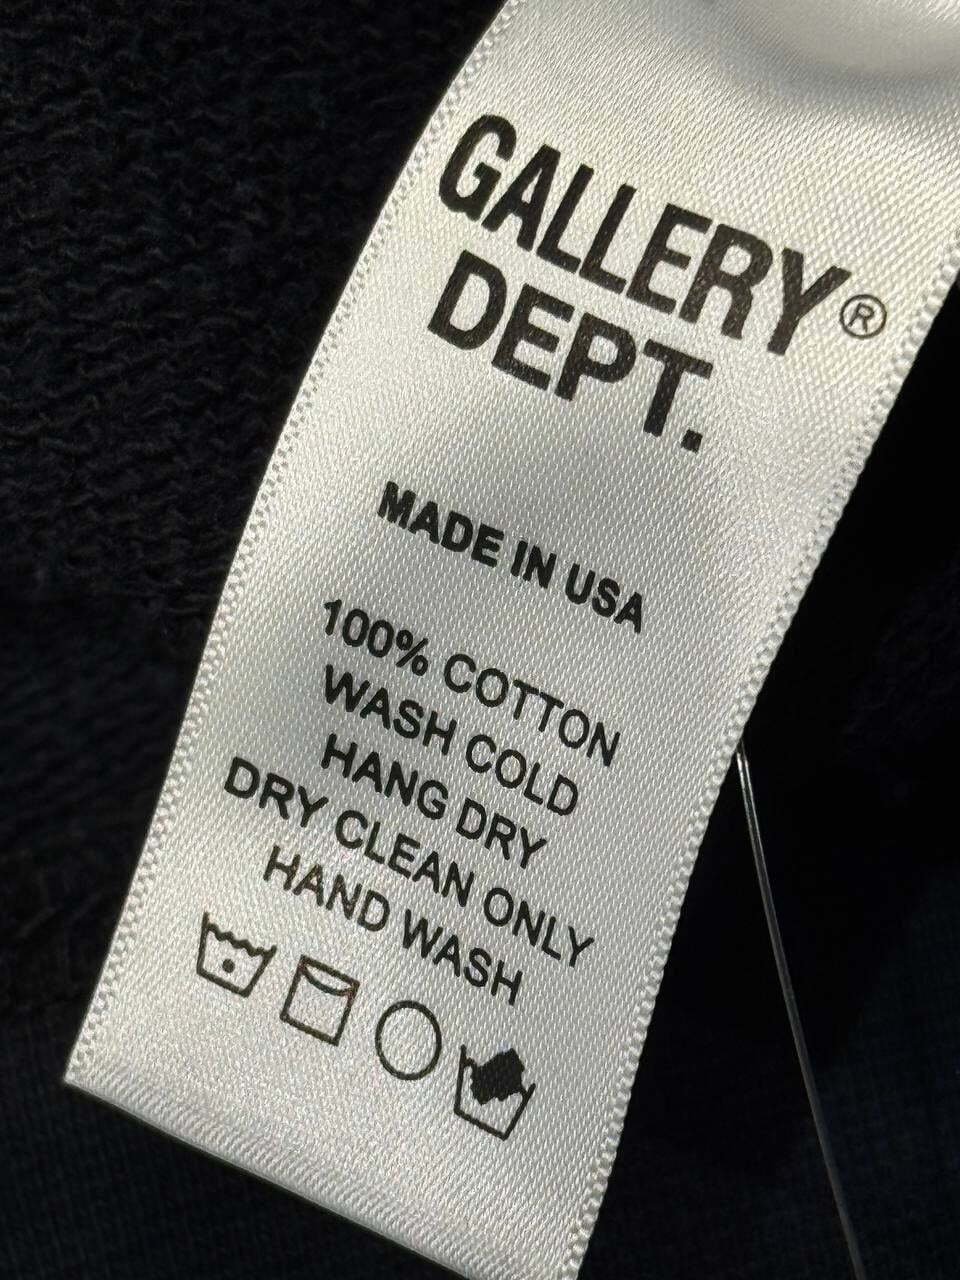 GALLERY®
DEPT.
MADE IN USA
100% COTTON
WASH COLD
HANG DRY
DRY CLEAN ONLY
HAND WASH